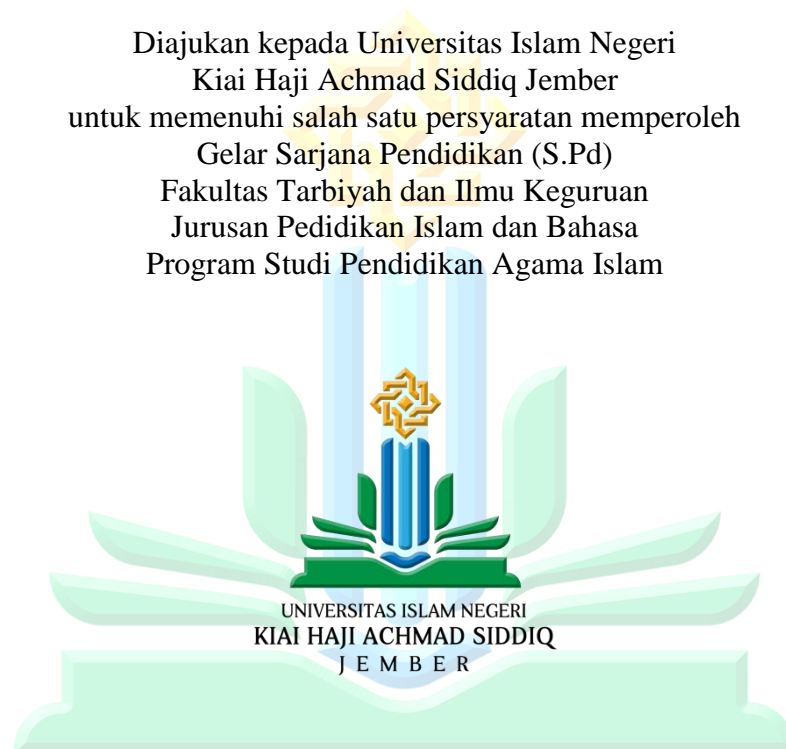 Diajukan kepada Universitas Islam Negeri
Kiai Haji Achmad Siddiq Jember
untuk memenuhi salah satu persyaratan memperoleh
Gelar Sarjana Pendidikan (S.Pd)
Fakultas Tarbiyah dan Ilmu Keguruan
Jurusan Pedidikan Islam dan Bahasa
Program Studi Pendidikan Agama Islam
UNIVERSITAS ISLAM NEGERI
KIAI HAJI ACHMAD SIDDIQ
JEMBER